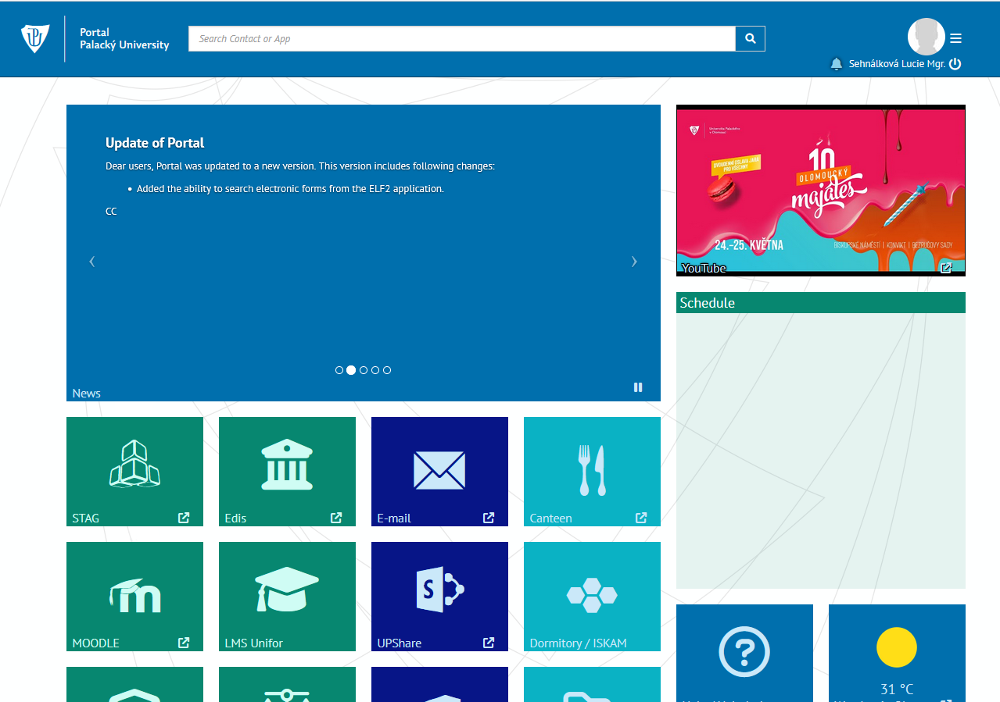 Portal
Palacký University
Search Contact or App
Sehnálková Lucie Mgr.
Update of Portal
Dear users, Portal was updated to a new version. This version includes following changes:
• Added the ability to search electronic forms from the ELF2 application.
CC
News
Univerzita Palackého
v Olomouci
DVOUDENNÍ OSLAVA JARA
PRO VŠECHNY
10
OLOMOUCKÝ
majáles
24.–25. KVĚTNA
BISKUPSKÉ NÁMĚSTÍ | KONVIKT | BEZRUČOVY SADY
YouTube
Schedule
STAG
Edis
E-mail
Canteen
MOODLE
LMS Unifor
UPShare
Dormitory / ISKAM
31 °C